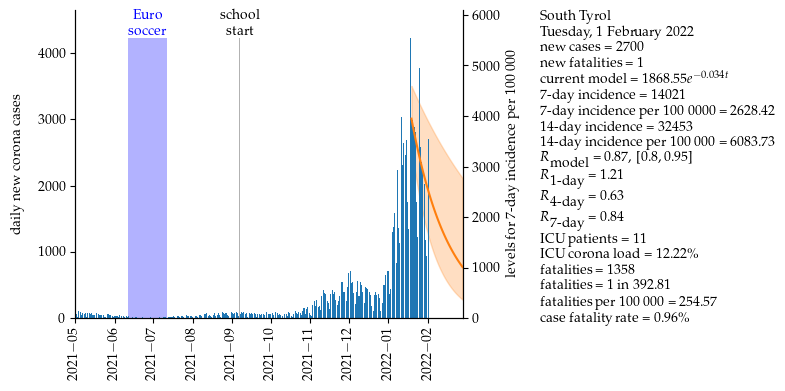 Euro
soccer
school
start
daily new corona cases
4000
3000
2000
1000
0
6000
5000
4000
3000
2000
1000
0
levels for 7-day incidence per 100 000
2021−05
2021−06
2021−07
2021−08
2021−09
2021−10
2021−11
2021−12
2022−01
2022−02
South Tyrol
Tuesday, 1 February 2022
new cases = 2700
new fatalities = 1
current model = 1868.55e^{−0.034t}
7-day incidence = 14021
7-day incidence per 100 0000 = 2628.42
14-day incidence = 32453
14-day incidence per 100 000 = 6083.73
R_model = 0.87, [0.8, 0.95]
R_1-day = 1.21
R_4-day = 0.63
R_7-day = 0.84
ICU patients = 11
ICU corona load = 12.22%
fatalities = 1358
fatalities = 1 in 392.81
fatalities per 100 000 = 254.57
case fatality rate = 0.96%